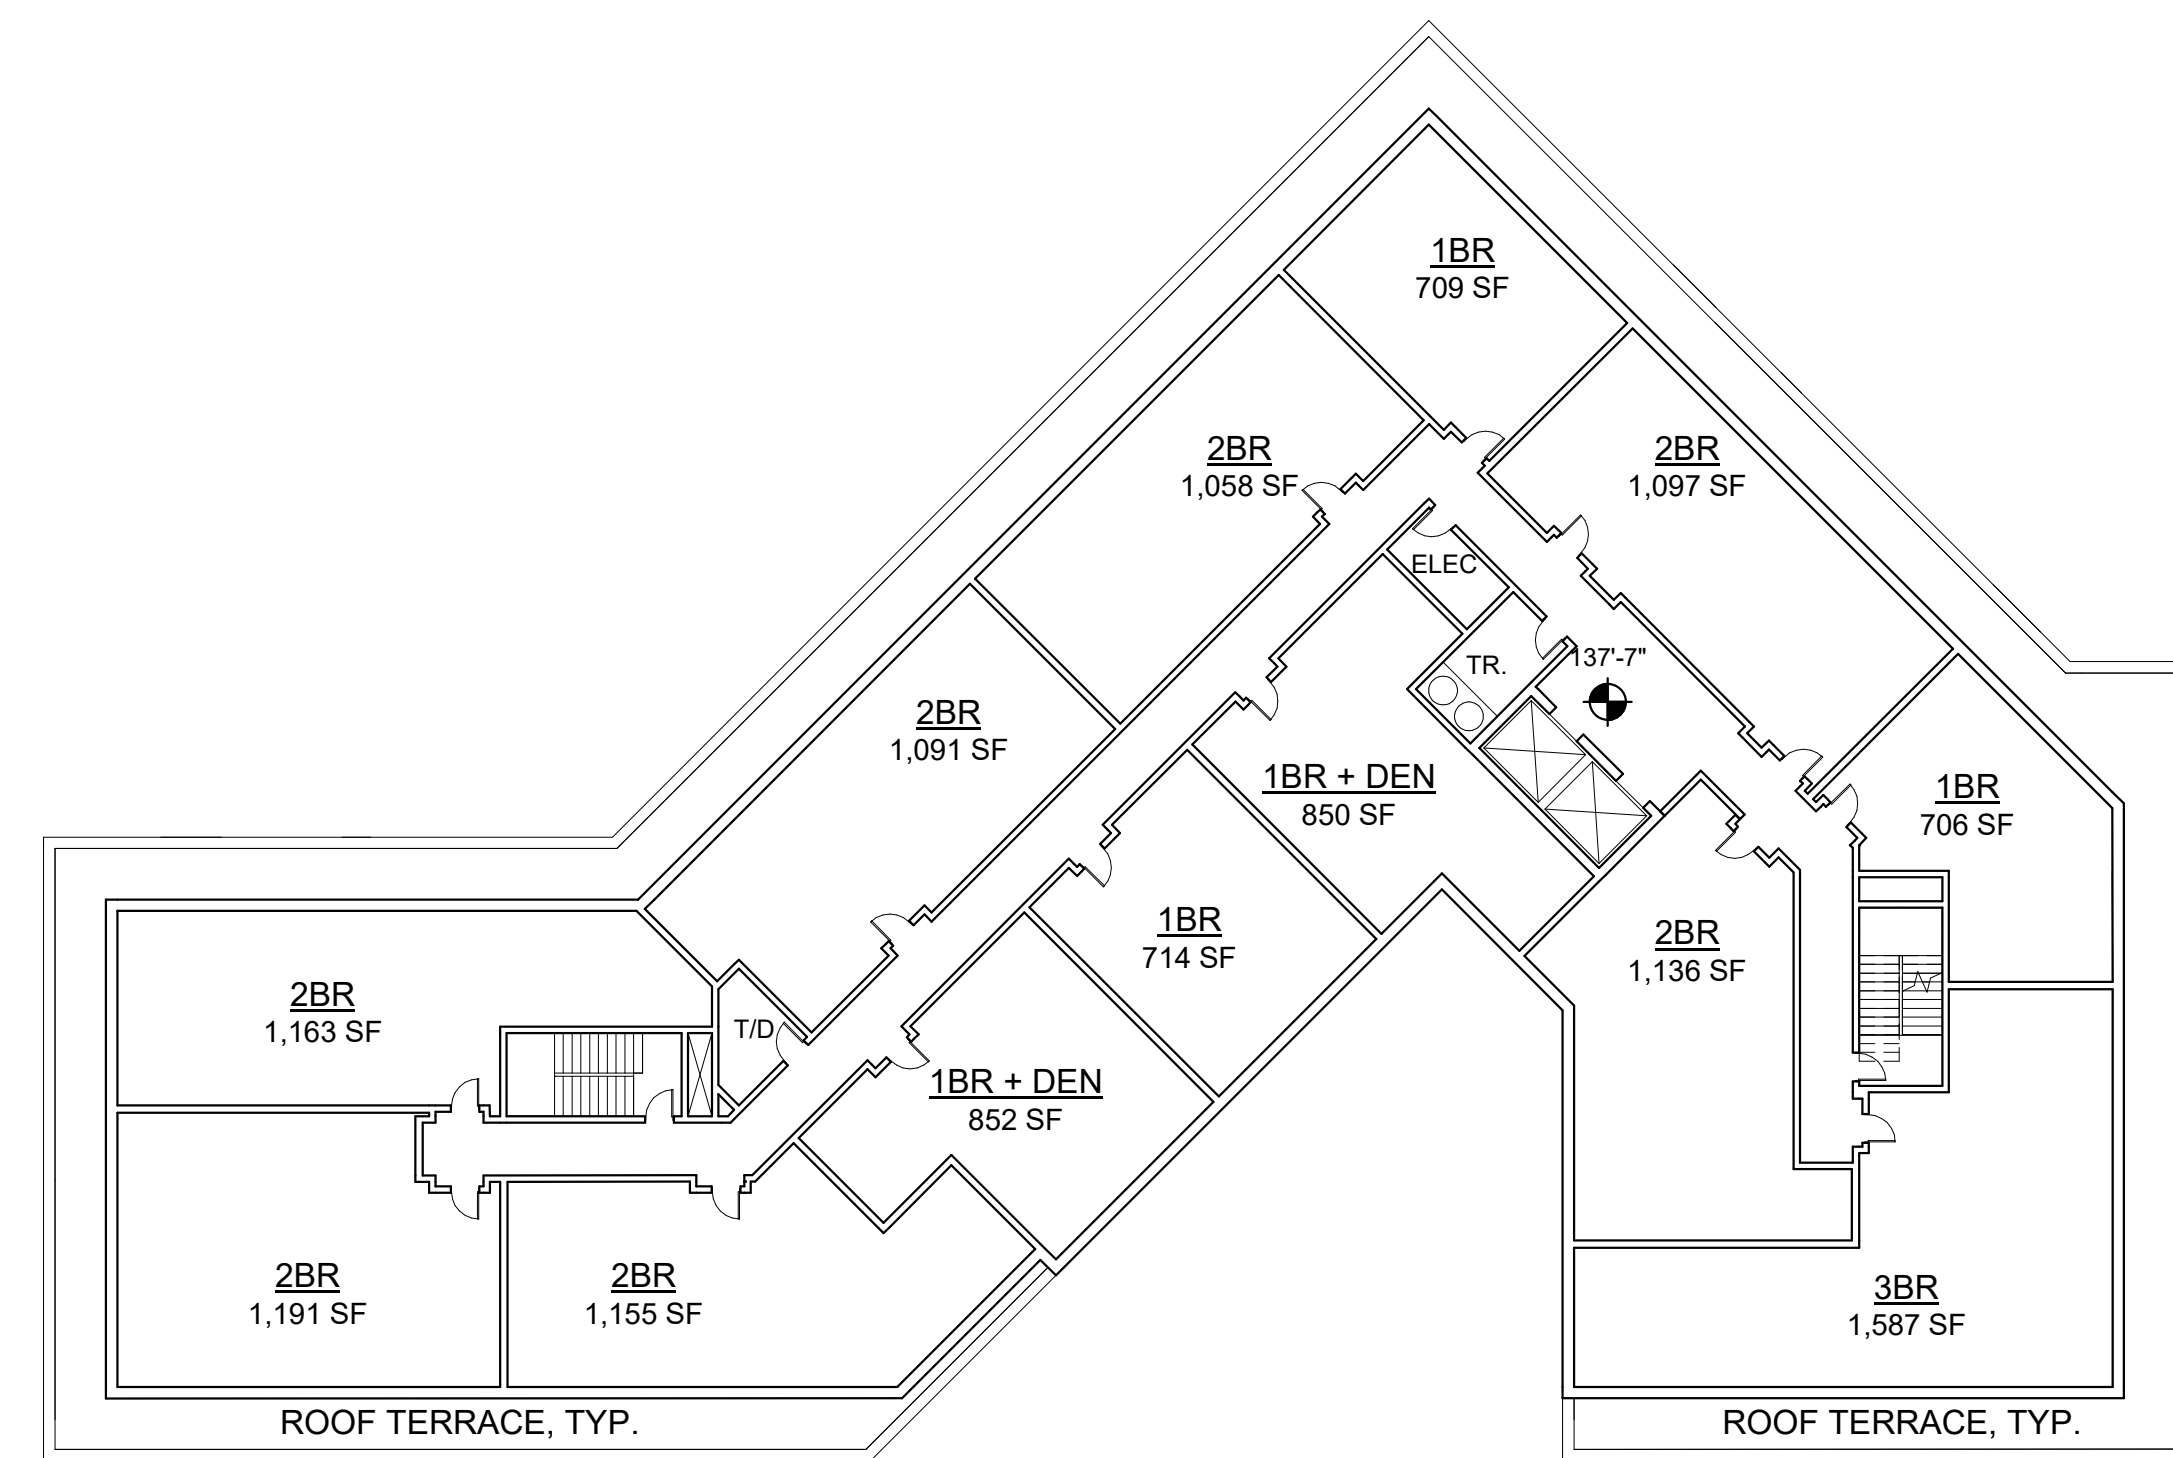 1BR
709 SF
2BR
1,058 SF
2BR
1,097 SF
ELEC
TR.
137'-7"
2BR
1,091 SF
1BR + DEN
850 SF
1BR
706 SF
1BR
714 SF
2BR
1,136 SF
2BR
1,163 SF
T/D
1BR + DEN
852 SF
2BR
1,191 SF
2BR
1,155 SF
3BR
1,587 SF
ROOF TERRACE, TYP.
ROOF TERRACE, TYP.